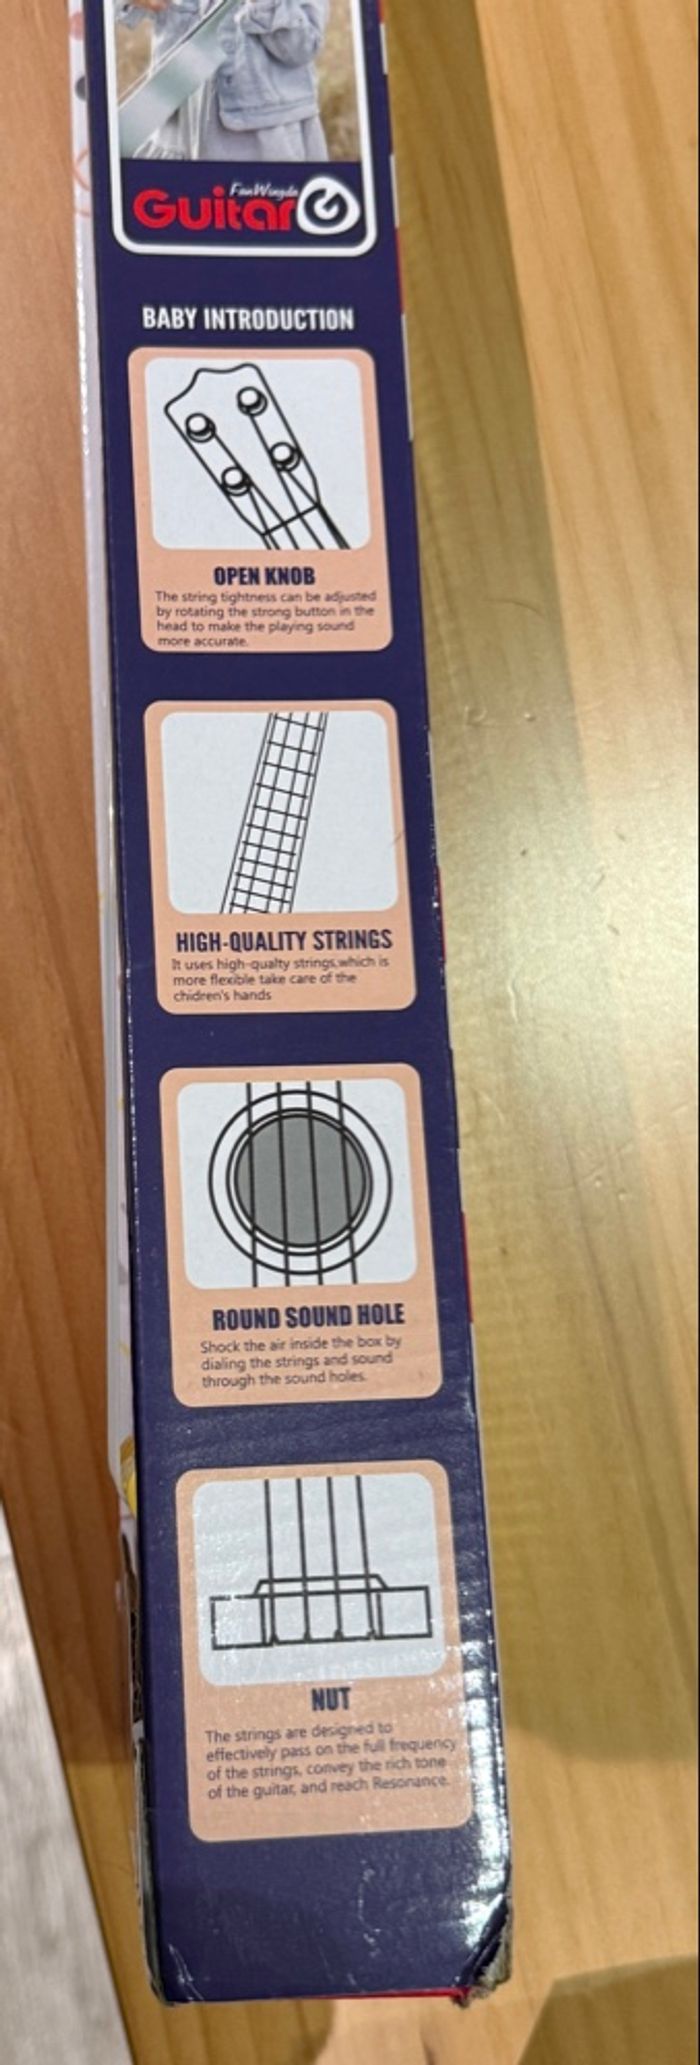 FanWingda
Guitar
BABY INTRODUCTION
OPEN KNOB
The string tightness can be adjusted
by rotating the strong button in the
head to make the playing sound
more accurate.
HIGH-QUALITY STRINGS
It uses high-qualty strings,which is
more flexible take care of the
chidren's hands
ROUND SOUND HOLE
Shock the air inside the box by
dialing the strings and sound
through the sound holes.
NUT
The strings are designed to
effectively pass on the full frequency
of the strings, convey the rich tone
of the guitar, and reach Resonance.